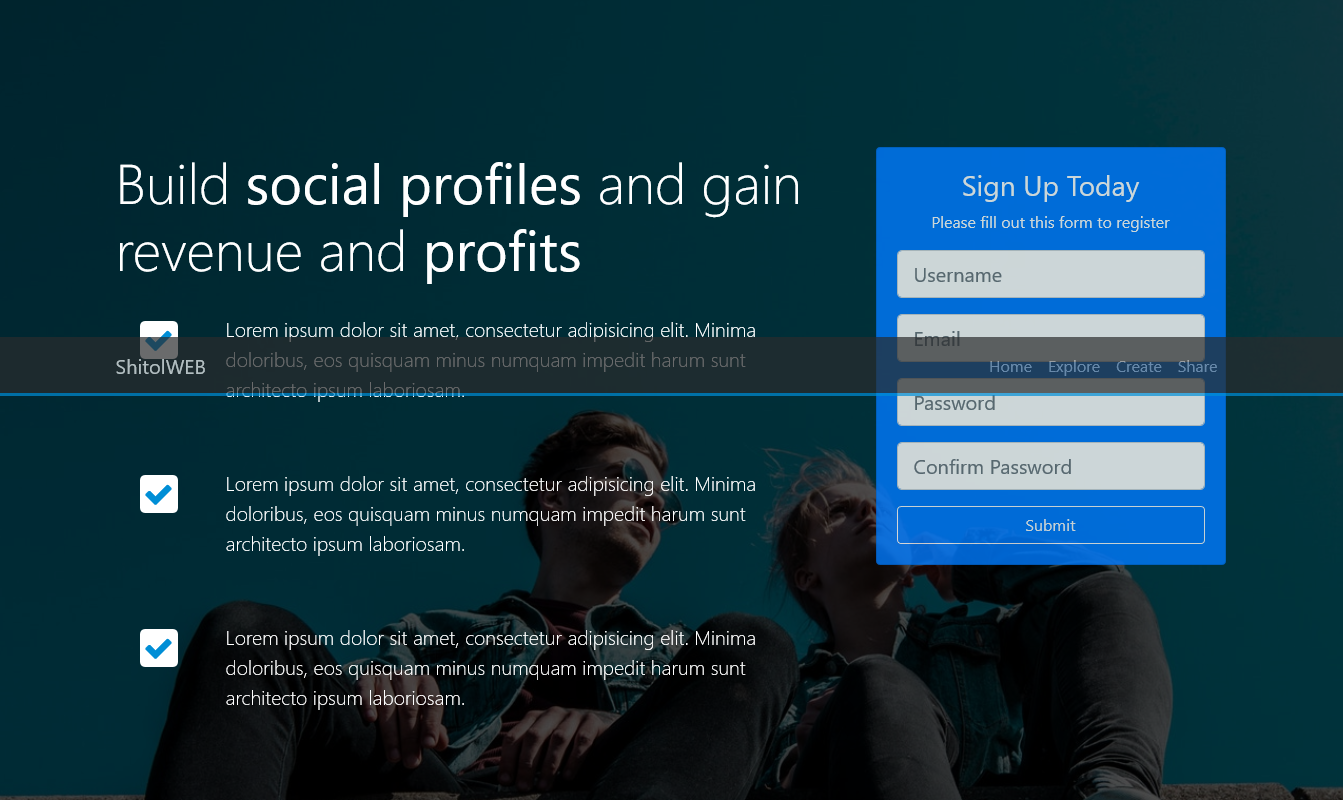 Build social profiles and gain
revenue and profits
Lorem ipsum dolor sit amet, consectetur adipisicing elit. Minima
doloribus, eos quisquam minus numquam impedit harum sunt
architecto ipsum laboriosam.
Lorem ipsum dolor sit amet, consectetur adipisicing elit. Minima
doloribus, eos quisquam minus numquam impedit harum sunt
architecto ipsum laboriosam.
Lorem ipsum dolor sit amet, consectetur adipisicing elit. Minima
doloribus, eos quisquam minus numquam impedit harum sunt
architecto ipsum laboriosam.
Sign Up Today
Please fill out this form to register
Username
Email
Password
Confirm Password
Submit
ShitolWEB
Home Explore Create Share